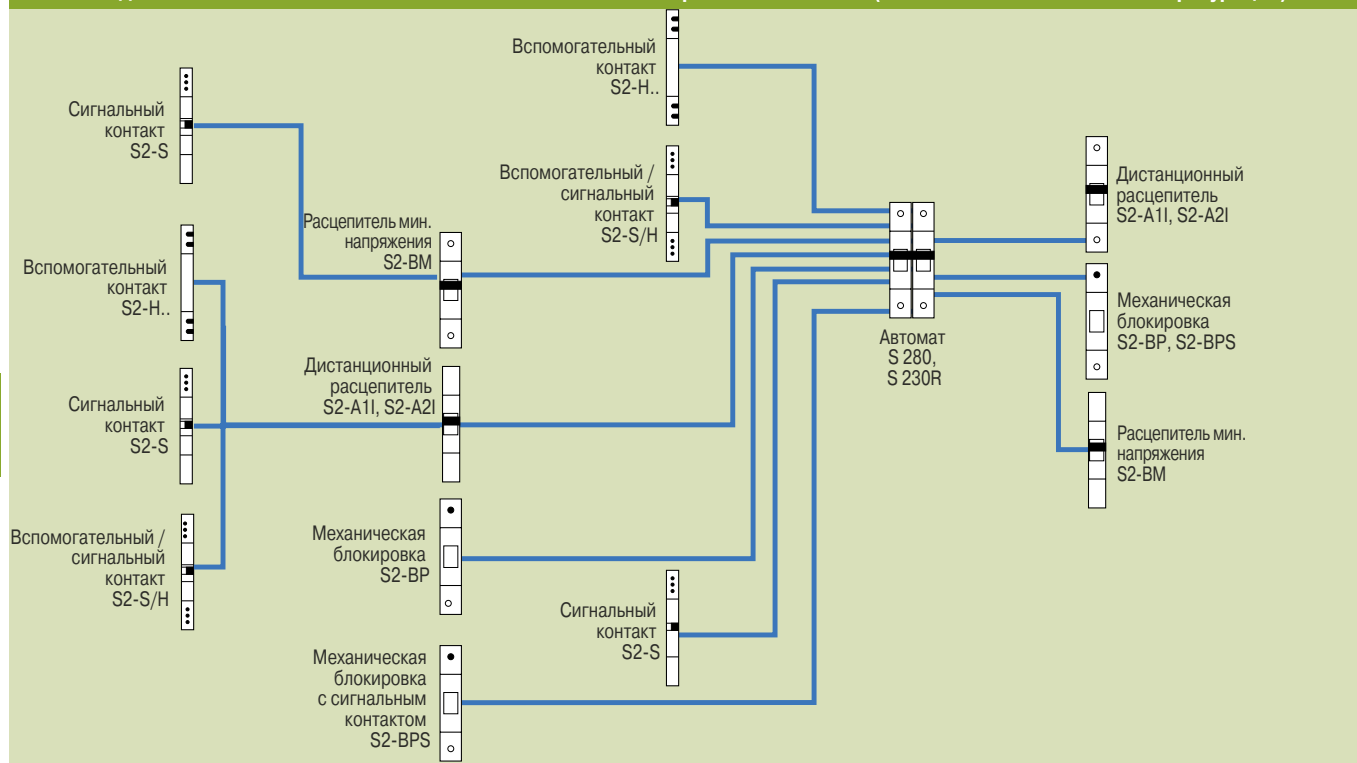 Вспомогательный
контакт
S2-H..
Сигнальный
контакт
S2-S
Вспомогательный /
сигнальный
контакт
S2-S/H
Дистанционный
расцепитель
S2-A1I, S2-A2I
Расцепитель мин.
напряжения
S2-BM
Вспомогательный
контакт
S2-H..
Механическая
блокировка
S2-BP, S2-BPS
Автомат
S 280,
S 230R
Дистанционный
расцепитель
S2-A1I, S2-A2I
Сигнальный
контакт
S2-S
Расцепитель мин.
напряжения
S2-BM
Вспомогательный /
сигнальный
контакт
S2-S/H
Механическая
блокировка
S2-BP
Сигнальный
контакт
S2-S
Механическая
блокировка
с сигнальным
контактом
S2-BPS